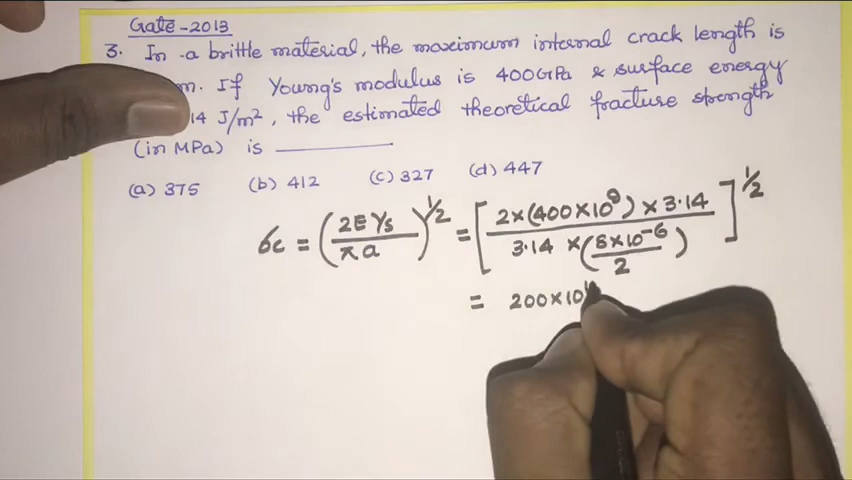 Gate-2013
3. In a brittle material, the maximum internal crack length is
m. If Young's modulus is 400GPa & surface energy
14 J/m², the estimated theoretical fracture strength
(in MPa) is
(a) 375 (b) 412 (c) 327 (d) 447
σc = (2EYs/πa)^1/2 = [2×(400×10⁹)×3.14 / 3.14×(8×10⁻⁶/2)]^1/2
= 200×10